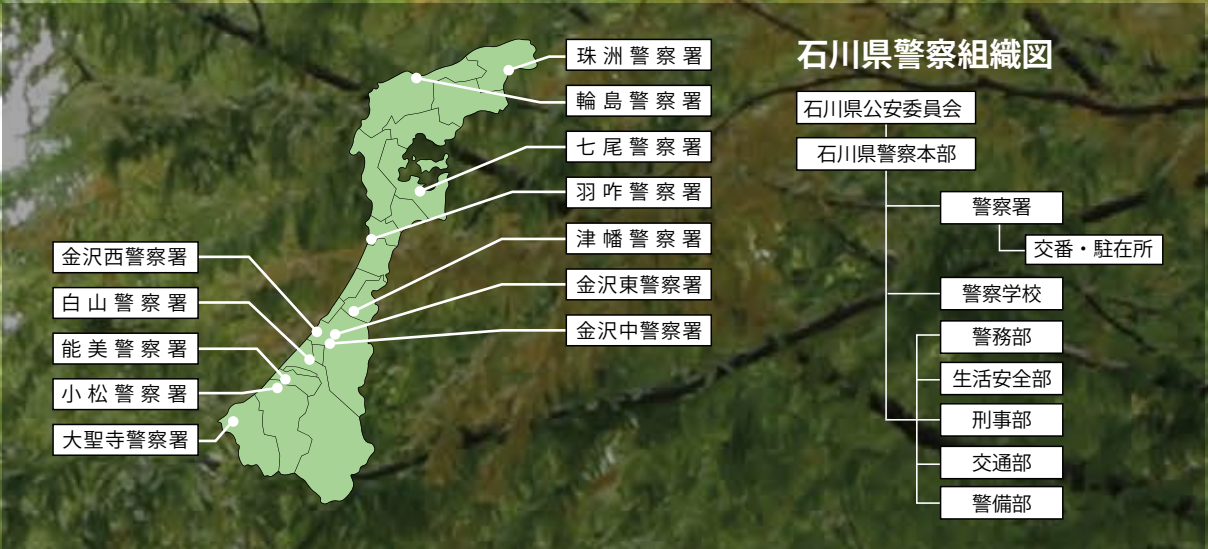 珠洲警察署
輪島警察署
七尾警察署
羽咋警察署
津幡警察署
金沢東警察署
金沢中警察署
金沢西警察署
白山警察署
能美警察署
小松警察署
大聖寺警察署
石川県警察組織図
石川県公安委員会
石川県警察本部
警察署
交番・駐在所
警察学校
警務部
生活安全部
刑事部
交通部
警備部